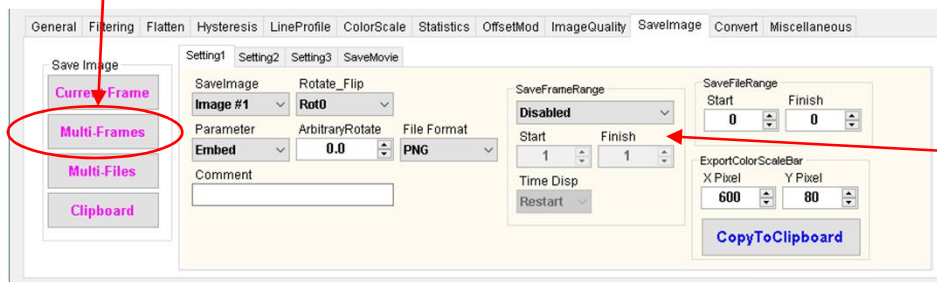 General Filtering Flatten Hysteresis LineProfile ColorScale Statistics OffsetMod ImageQuality SaveImage Convert Miscellaneous
Save Image
Current Frame
Multi-Frames
Multi-Files
Clipboard
Setting1 Setting2 Setting3 SaveMovie
SaveImage Rotate_Flip
Image #1 Rot0
Parameter ArbitraryRotate File Format
Embed 0.0 PNG
Comment
SaveFrameRange
Disabled
Start Finish
1 1
Time Disp
Restart
SaveFileRange
Start Finish
0 0
ExportColorScaleBar
X Pixel Y Pixel
600 80
CopyToClipboard